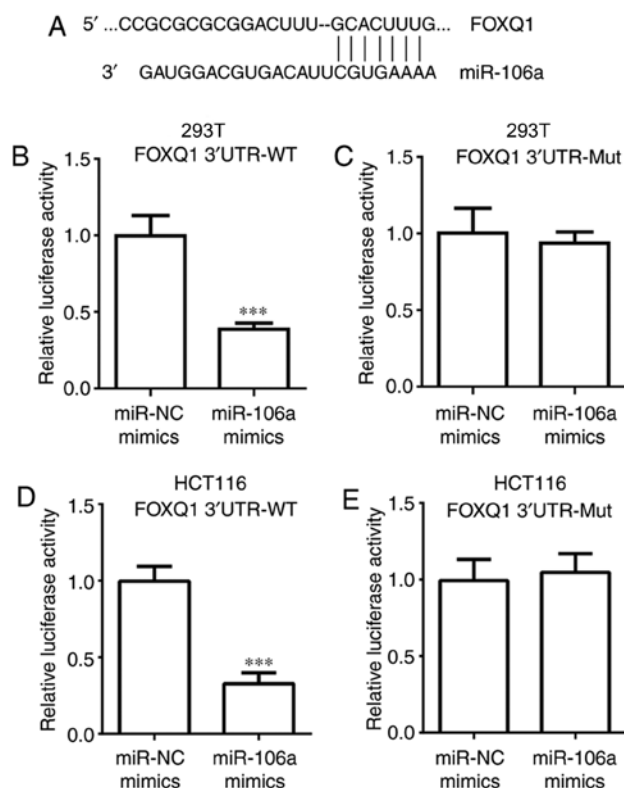 A
5′ ...CCGCGCGCGGACUUU--GCACUUUG... FOXQ1
3′ GAUGGACGUGACAUUCGUGAAAA miR-106a
B
293T
FOXQ1 3′UTR-WT
Relative luciferase activity
1.5
1.0
0.5
0.0
***
miR-NC mimics
miR-106a mimics
C
293T
FOXQ1 3′UTR-Mut
Relative luciferase activity
1.5
1.0
0.5
0.0
miR-NC mimics
miR-106a mimics
D
HCT116
FOXQ1 3′UTR-WT
Relative luciferase activity
1.5
1.0
0.5
0.0
***
miR-NC mimics
miR-106a mimics
E
HCT116
FOXQ1 3′UTR-Mut
Relative luciferase activity
1.5
1.0
0.5
0.0
miR-NC mimics
miR-106a mimics